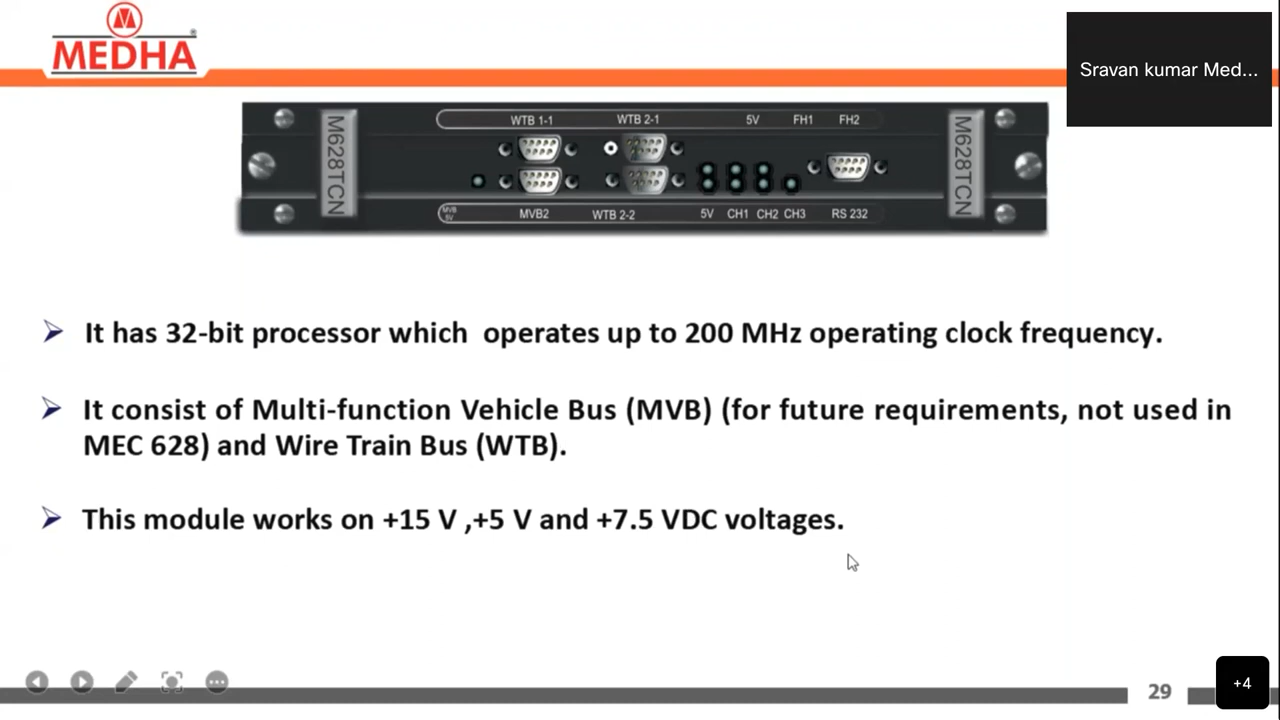 MEDHA
®
Sravan kumar Med...
WTB 1-1 WTB 2-1 5V FH1 FH2
M628TCN
M628TCN
MVB 5V MVB2 WTB 2-2 5V CH1 CH2 CH3 RS 232
It has 32-bit processor which operates up to 200 MHz operating clock frequency.
It consist of Multi-function Vehicle Bus (MVB) (for future requirements, not used in
MEC 628) and Wire Train Bus (WTB).
This module works on +15 V ,+5 V and +7.5 VDC voltages.
29
+4